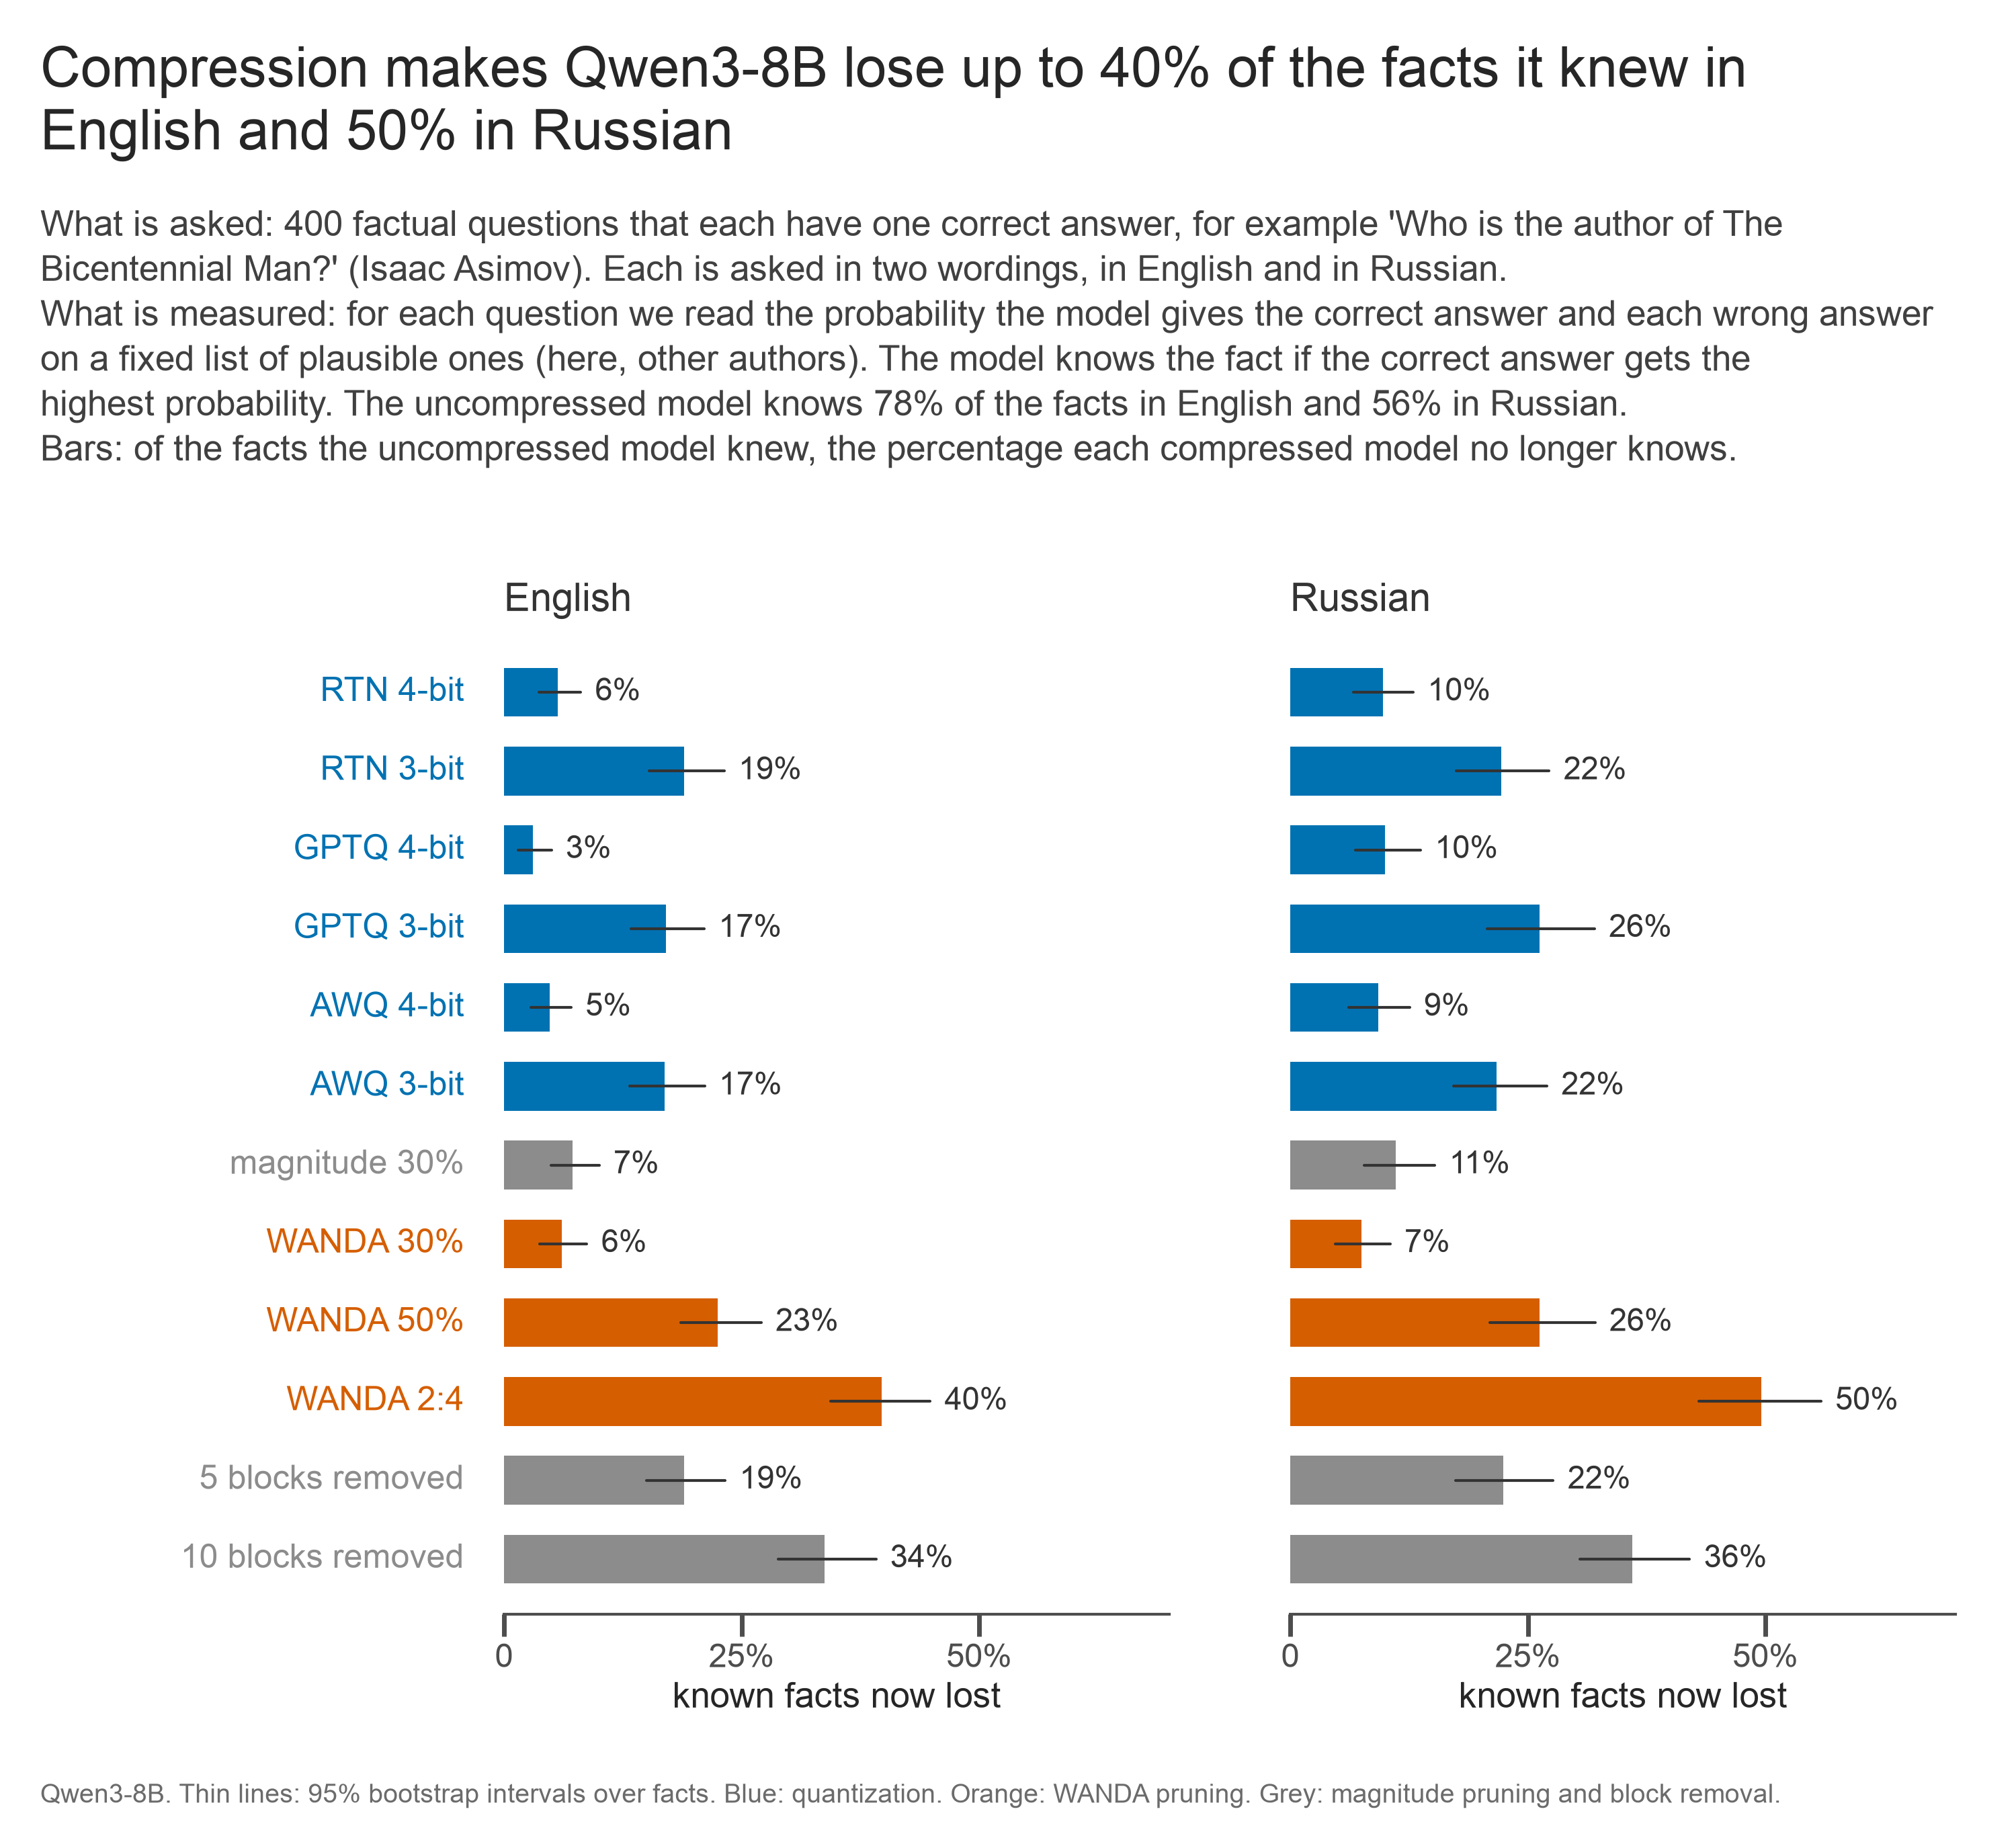 Compression makes Qwen3-8B lose up to 40% of the facts it knew in
English and 50% in Russian
What is asked: 400 factual questions that each have one correct answer, for example 'Who is the author of The
Bicentennial Man?' (Isaac Asimov). Each is asked in two wordings, in English and in Russian.
What is measured: for each question we read the probability the model gives the correct answer and each wrong answer
on a fixed list of plausible ones (here, other authors). The model knows the fact if the correct answer gets the
highest probability. The uncompressed model knows 78% of the facts in English and 56% in Russian.
Bars: of the facts the uncompressed model knew, the percentage each compressed model no longer knows.
English Russian
RTN 4-bit 6% 10%
RTN 3-bit 19% 22%
GPTQ 4-bit 3% 10%
GPTQ 3-bit 17% 26%
AWQ 4-bit 5% 9%
AWQ 3-bit 17% 22%
magnitude 30% 7% 11%
WANDA 30% 6% 7%
WANDA 50% 23% 26%
WANDA 2:4 40% 50%
5 blocks removed 19% 22%
10 blocks removed 34% 36%
0 25% 50% 0 25% 50%
known facts now lost known facts now lost
Qwen3-8B. Thin lines: 95% bootstrap intervals over facts. Blue: quantization. Orange: WANDA pruning. Grey: magnitude pruning and block removal.